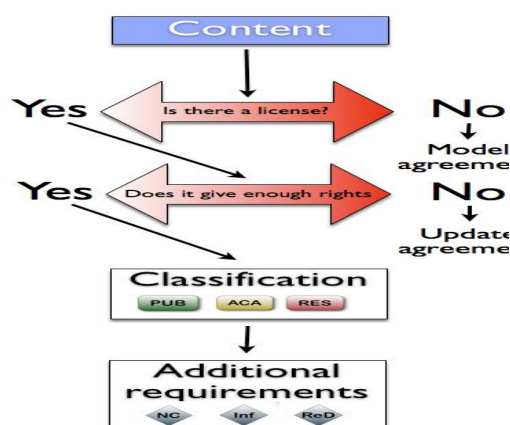 Content
Yes
Is there a license?
No
Model
agreeme
Yes
Does it give enough rights
No
Update
agreeme
Classification
PUB ACA RES
Additional
requirements
NC Inf ReD